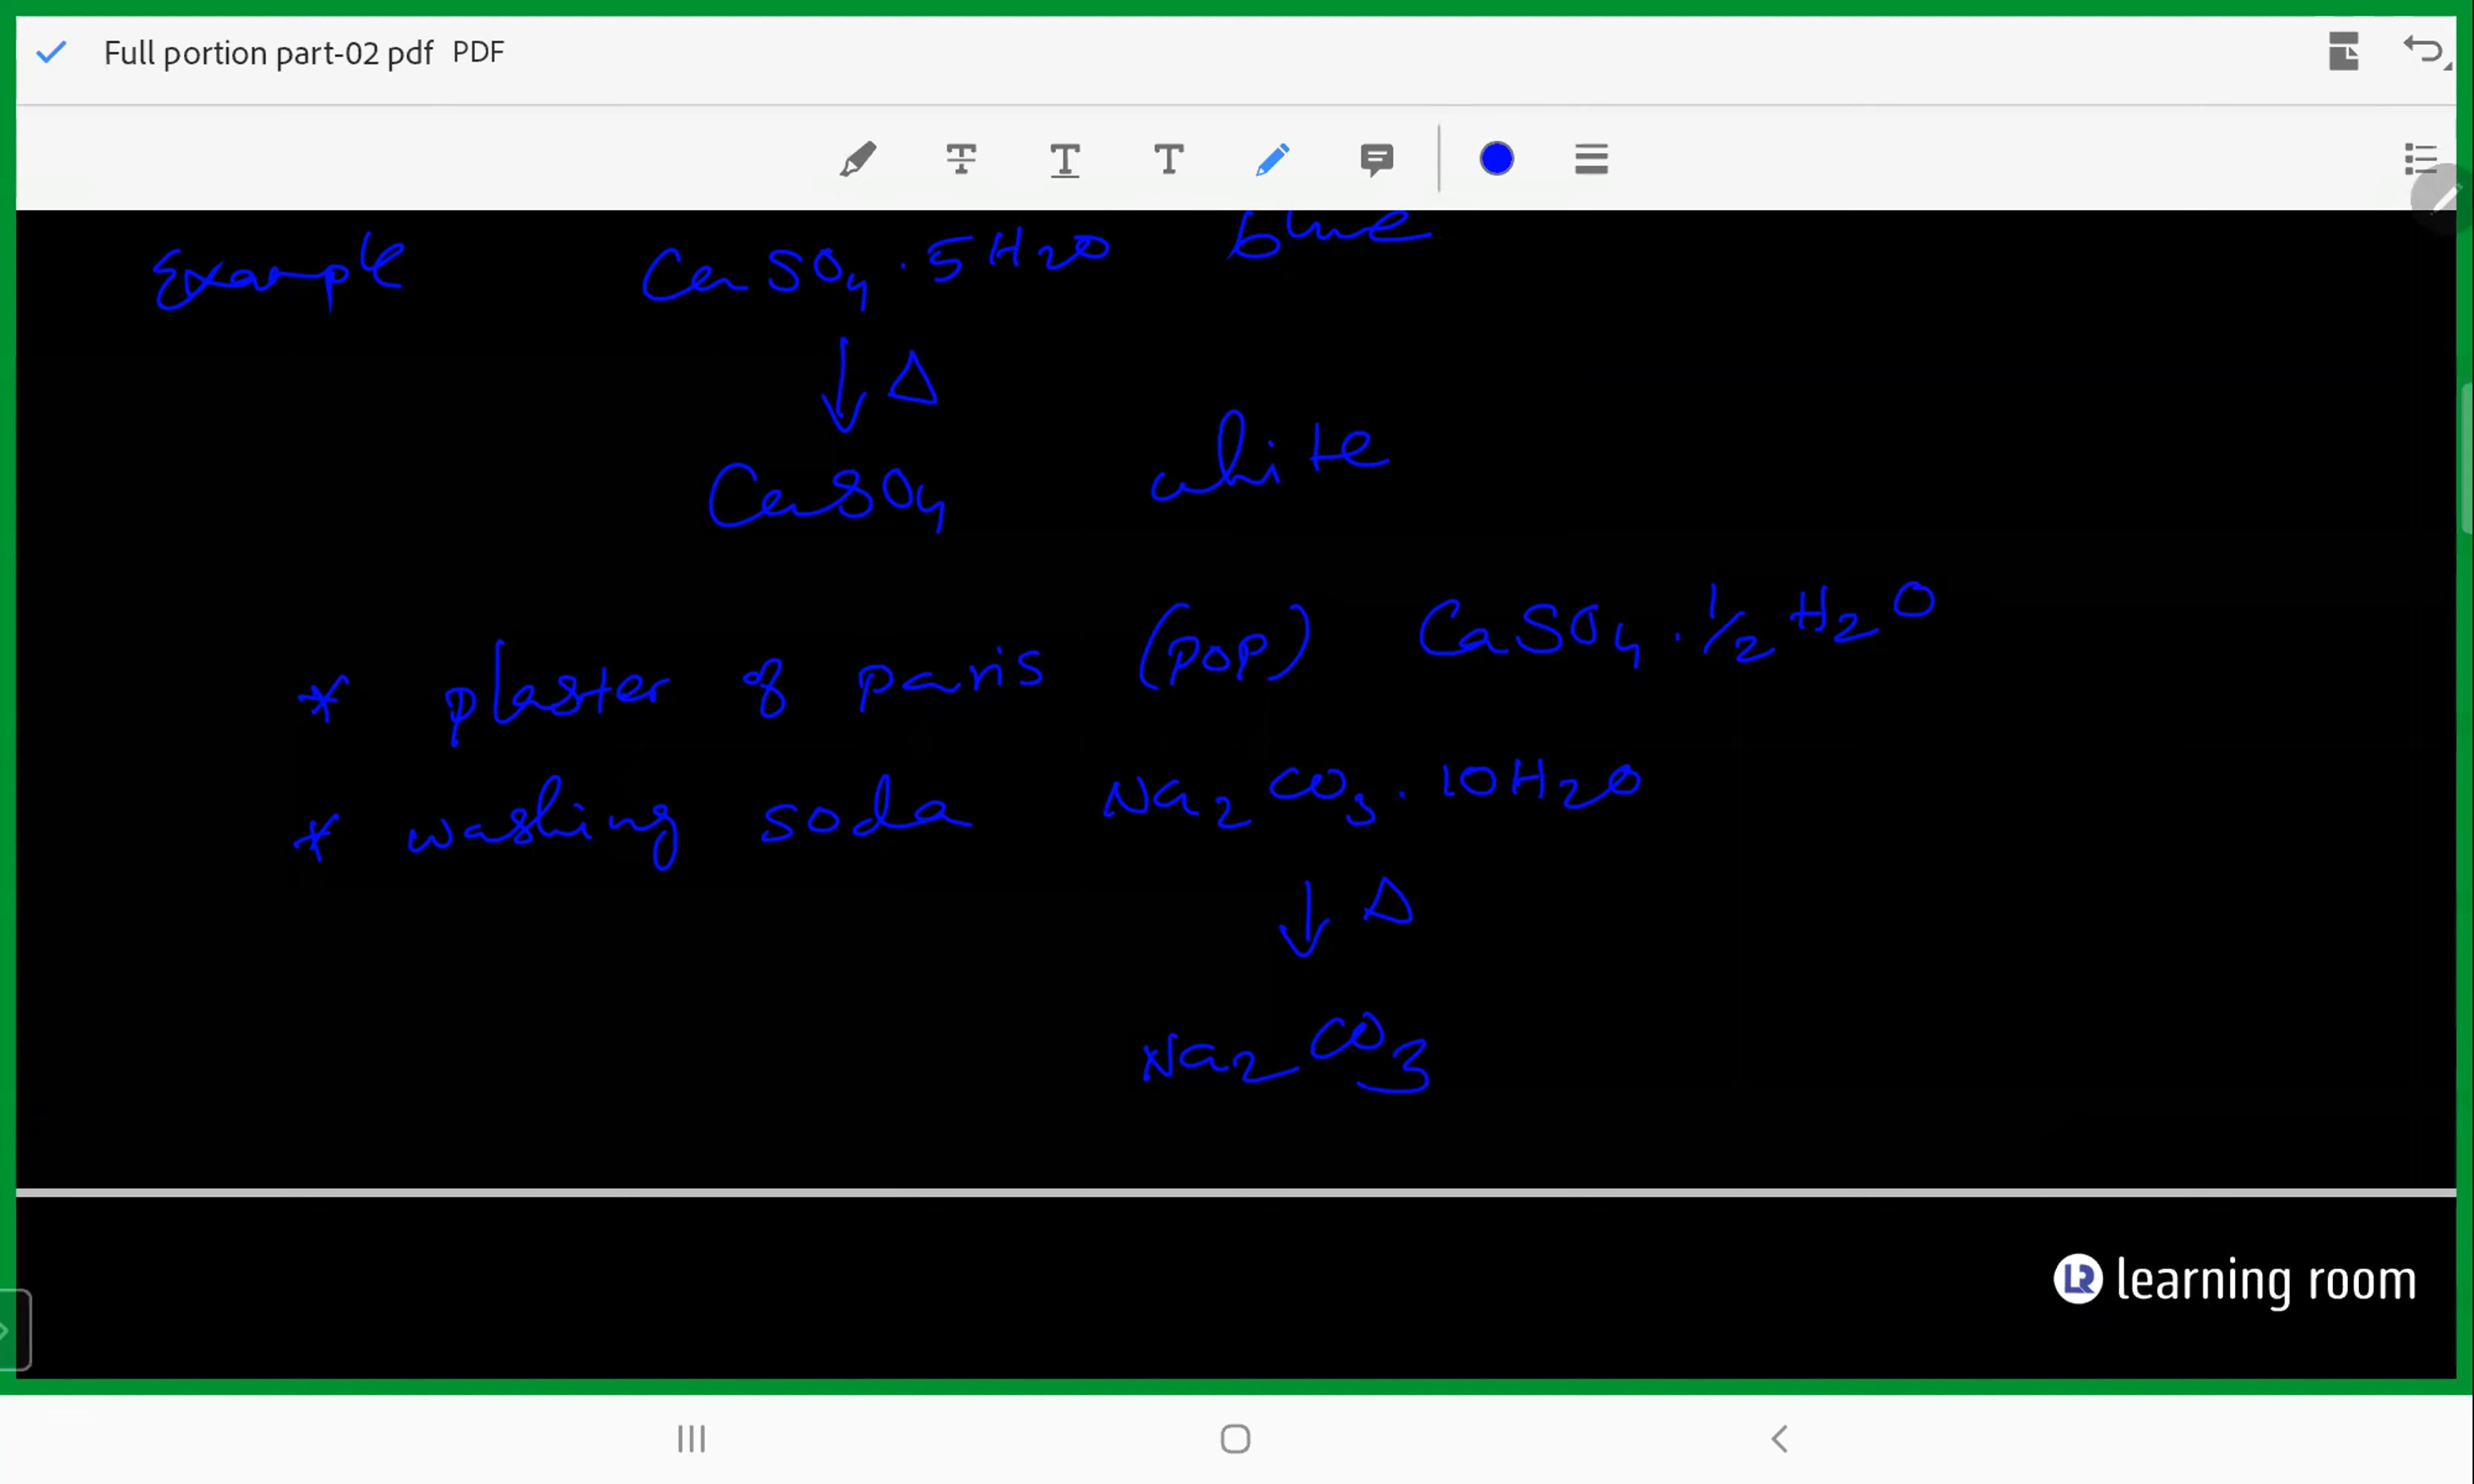 Full portion part-02 pdf PDF
Example CaSO4 . 5H2O blue
↓ Δ
CaSO4 white
* plaster of paris (POP) CaSO4 . 1/2 H2O
* washing soda Na2CO3 . 10H2O
↓ Δ
Na2CO3
LR learning room